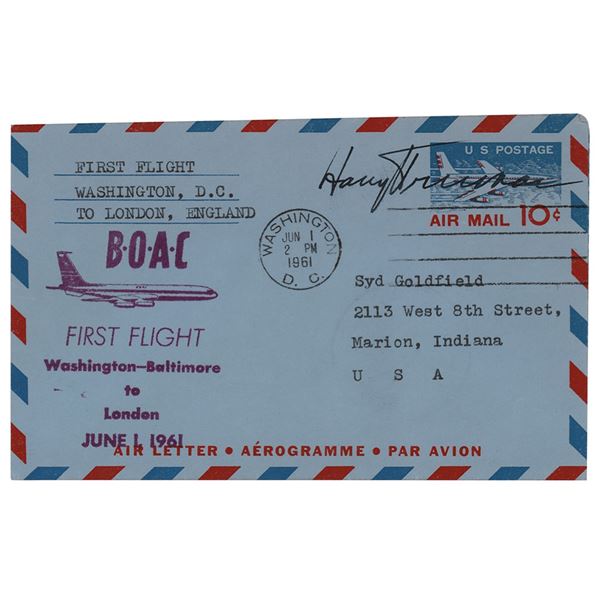 FIRST FLIGHT
WASHINGTON, D.C.
TO LONDON, ENGLAND
Harry Truman
U S POSTAGE
AIR MAIL 10¢
WASHINGTON
JUN 1
2 PM
1961
D. C.
B·O·A·C
FIRST FLIGHT
Washington—Baltimore
to
London
JUNE 1, 1961
Syd Goldfield
2113 West 8th Street,
Marion, Indiana
U S A
AIR LETTER • AÉROGRAMME • PAR AVION